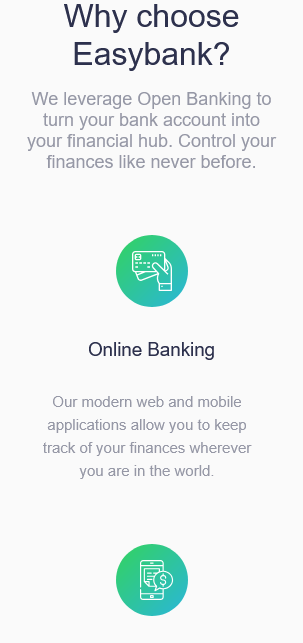 Why choose
Easybank?
We leverage Open Banking to
turn your bank account into
your financial hub. Control your
finances like never before.
Online Banking
Our modern web and mobile
applications allow you to keep
track of your finances wherever
you are in the world.
$